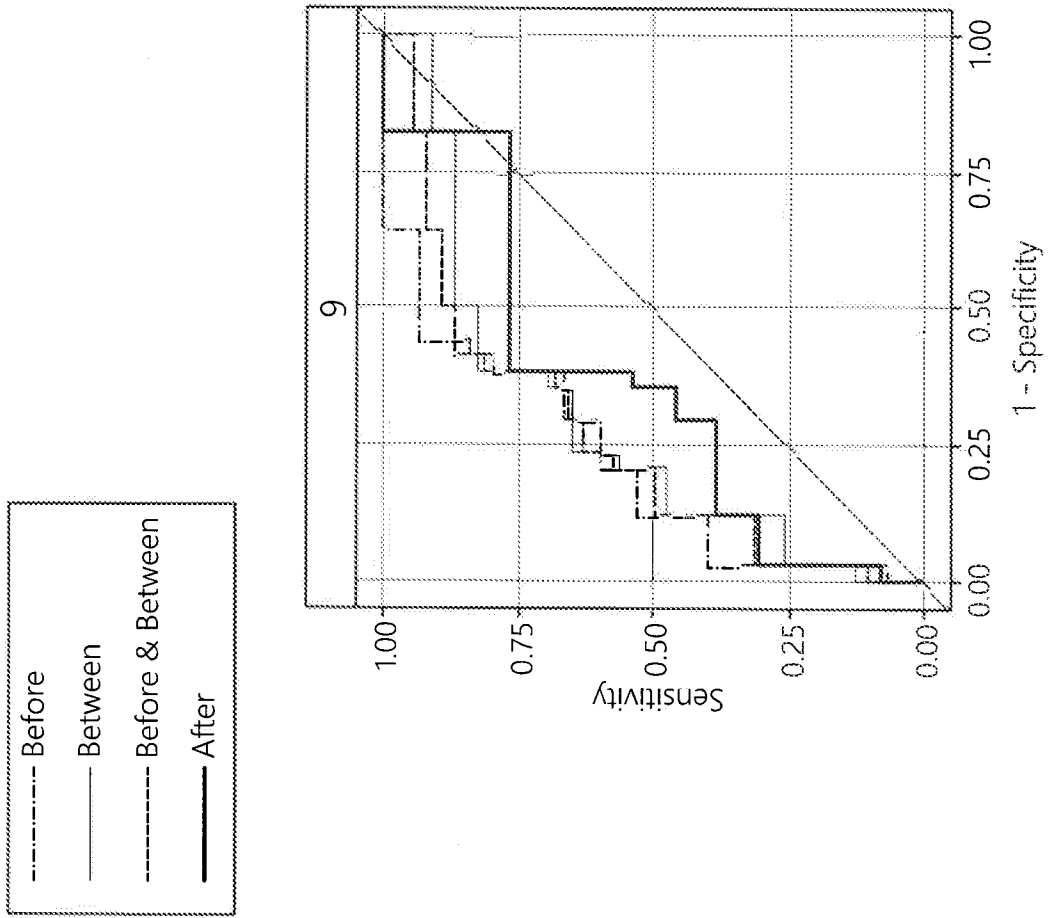 Before
Between
Before & Between
After
9
1.00
0.75
0.50
0.25
0.00
Sensitivity
0.00
0.25
0.50
0.75
1.00
1 - Specificity